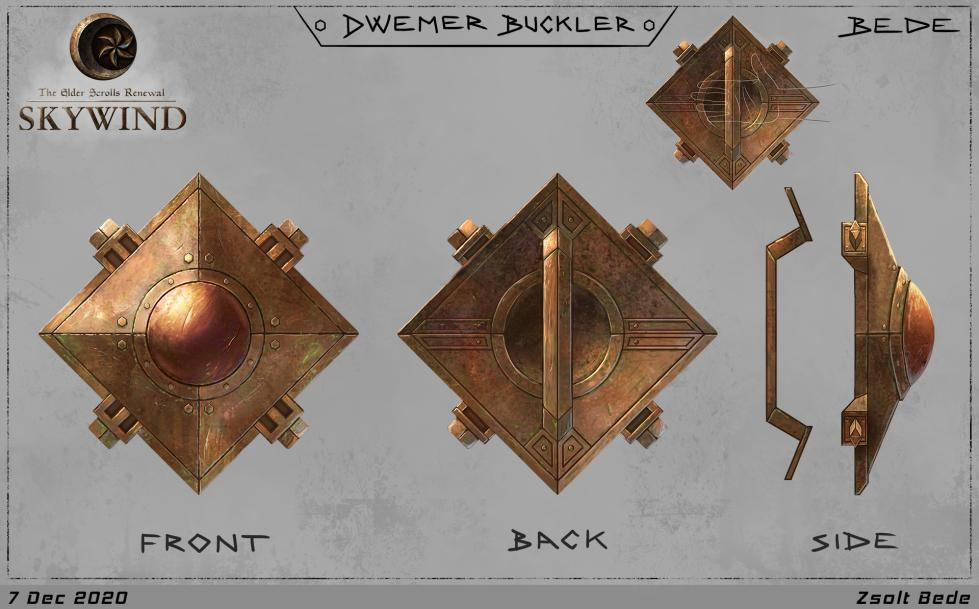 DWEMER BUCKLER
BEDE
The Elder Scrolls Renewal
SKYWIND
FRONT
BACK
SIDE
7 Dec 2020
Zsolt Bede